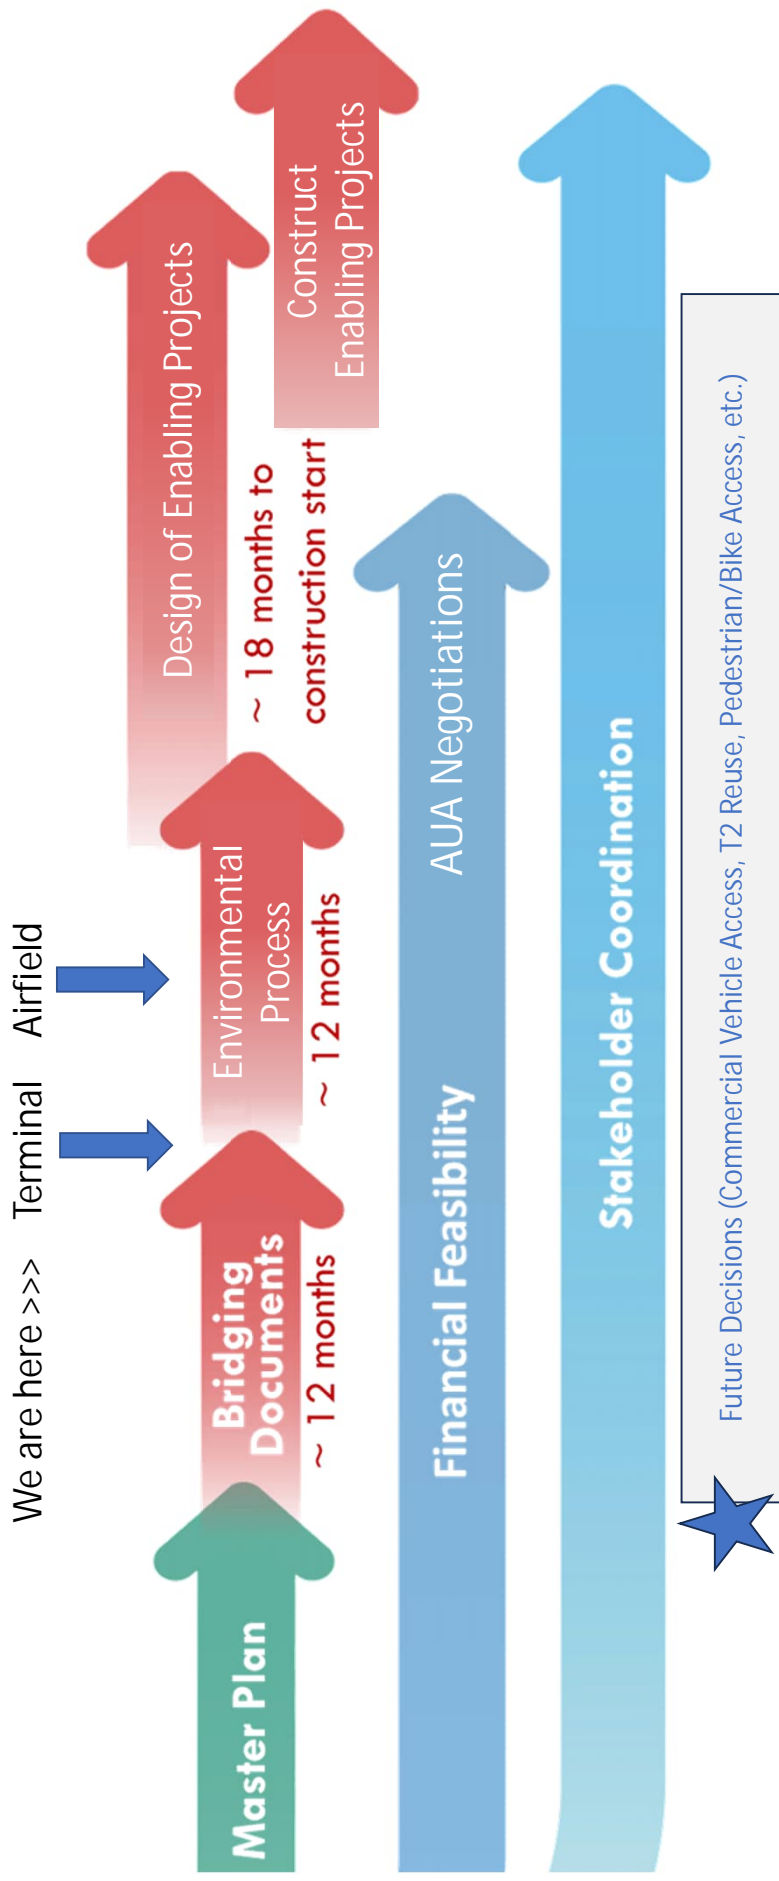 We are here >>> Terminal Airfield
Master Plan
Bridging
Documents
~ 12 months
Environmental
Process
~ 12 months
Design of Enabling Projects
~ 18 months to
construction start
Construct
Enabling Projects
Financial Feasibility
AUA Negotiations
Stakeholder Coordination
Future Decisions (Commercial Vehicle Access, T2 Reuse, Pedestrian/Bike Access, etc.)